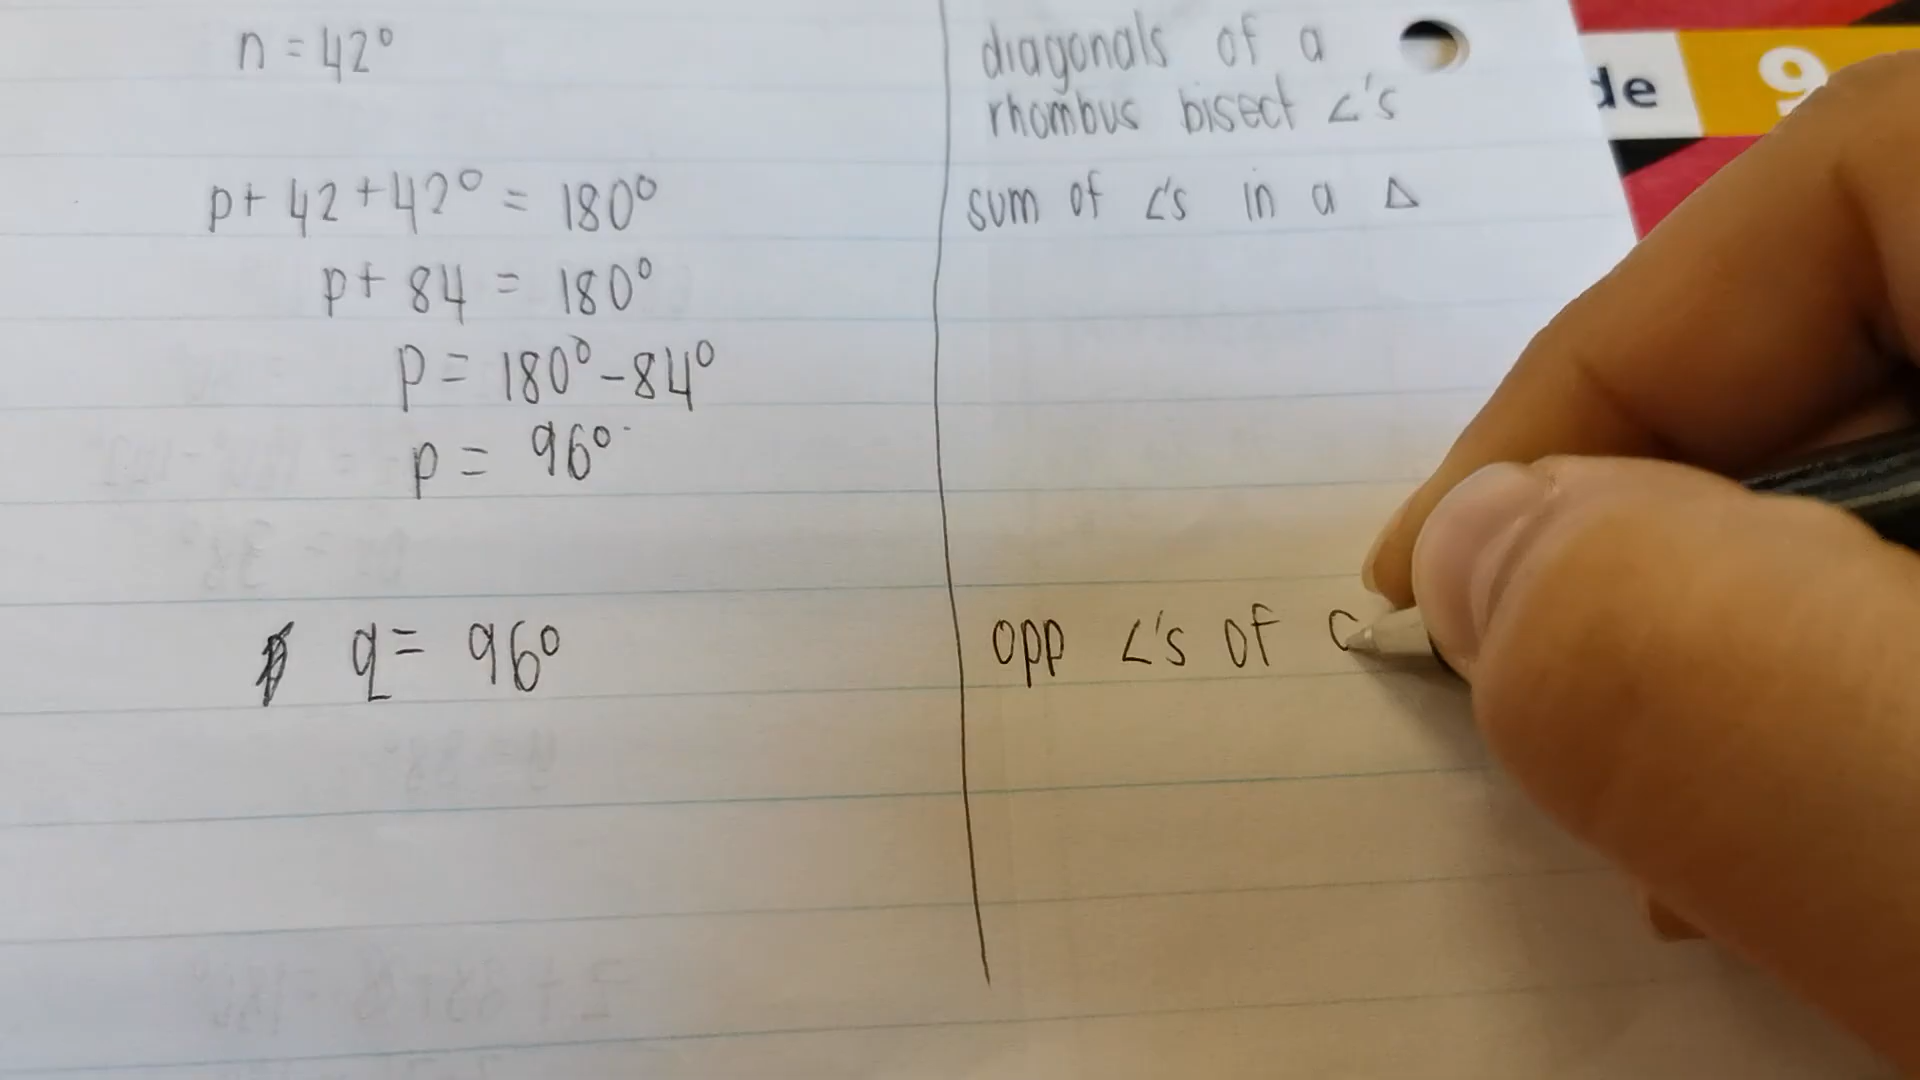 n = 42°
diagonals of a
rhombus bisect ∠'s
de 9
p + 42 + 42° = 180°
sum of ∠'s in a Δ
p + 84 = 180°
p = 180° - 84°
p = 96°
q = 96°
opp ∠'s of